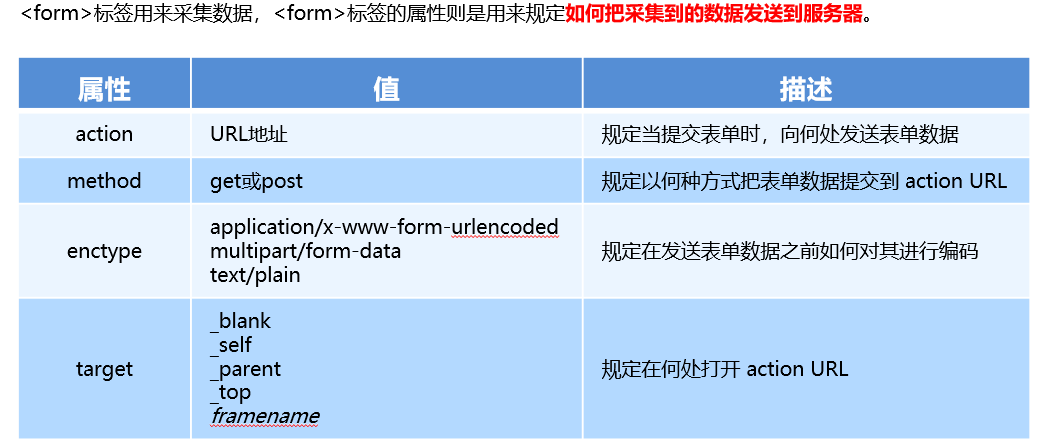 <form>标签用来采集数据，<form>标签的属性则是用来规定如何把采集到的数据发送到服务器。
属性 值 描述
action URL地址 规定当提交表单时，向何处发送表单数据
method get或post 规定以何种方式把表单数据提交到 action URL
enctype
application/x-www-form-urlencoded
multipart/form-data
text/plain
规定在发送表单数据之前如何对其进行编码
target
_blank
_self
_parent
_top
framename
规定在何处打开 action URL